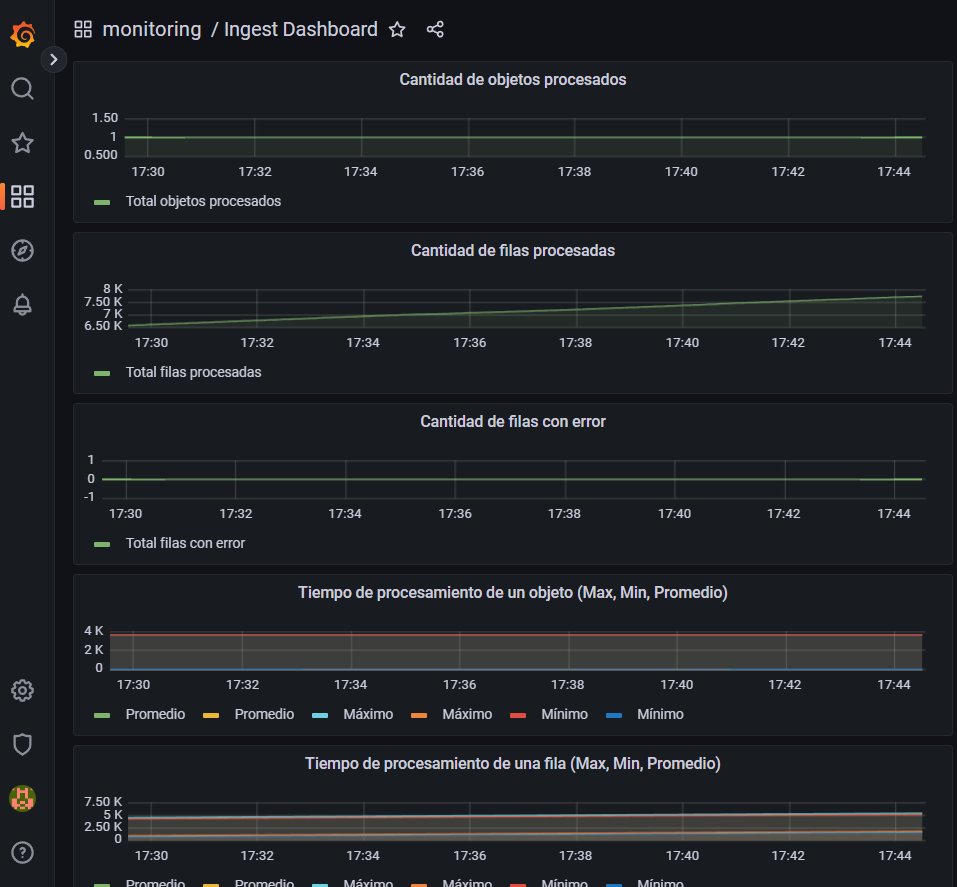 monitoring / Ingest Dashboard
Cantidad de objetos procesados
1.50
1
0.500
17:30 17:32 17:34 17:36 17:38 17:40 17:42 17:44
Total objetos procesados
Cantidad de filas procesadas
8 K
7.50 K
7 K
6.50 K
17:30 17:32 17:34 17:36 17:38 17:40 17:42 17:44
Total filas procesadas
Cantidad de filas con error
1
0
-1
17:30 17:32 17:34 17:36 17:38 17:40 17:42 17:44
Total filas con error
Tiempo de procesamiento de un objeto (Max, Min, Promedio)
4 K
2 K
0
17:30 17:32 17:34 17:36 17:38 17:40 17:42 17:44
Promedio Promedio Máximo Máximo Mínimo Mínimo
Tiempo de procesamiento de una fila (Max, Min, Promedio)
7.50 K
5 K
2.50 K
0
17:30 17:32 17:34 17:36 17:38 17:40 17:42 17:44
Promedio Promedio Máximo Máximo Mínimo Mínimo